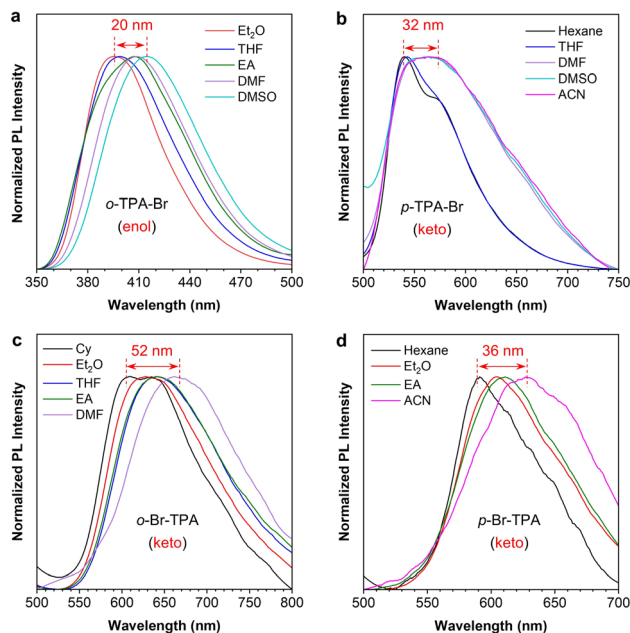 a
20 nm
Et₂O
THF
EA
DMF
DMSO
o-TPA-Br
(enol)
Normalized PL Intensity
350 380 410 440 470 500
Wavelength (nm)
b
32 nm
Hexane
THF
DMF
DMSO
ACN
p-TPA-Br
(keto)
Normalized PL Intensity
500 550 600 650 700 750
Wavelength (nm)
c
52 nm
Cy
Et₂O
THF
EA
DMF
o-Br-TPA
(keto)
Normalized PL Intensity
500 600 650 700 800
Wavelength (nm)
d
36 nm
Hexane
Et₂O
EA
ACN
p-Br-TPA
(keto)
Normalized PL Intensity
500 550 600 650 700
Wavelength (nm)